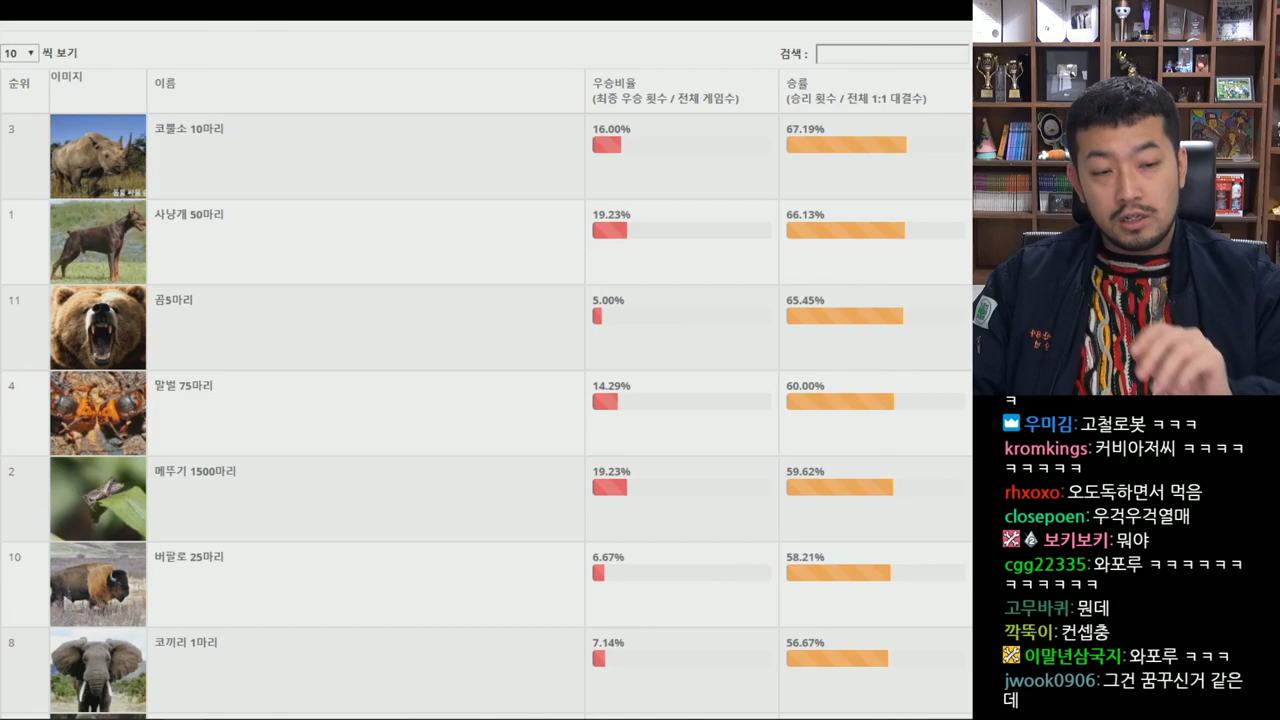 10 ▼ 씩 보기
검색 :
순위 이미지 이름 우승비율 승률
(최종 우승 횟수 / 전체 게임수) (승리 횟수 / 전체 1:1 대결수)
3 코뿔소 10마리 16.00% 67.19%
1 사냥개 50마리 19.23% 66.13%
11 곰5마리 5.00% 65.45%
4 말벌 75마리 14.29% 60.00%
2 메뚜기 1500마리 19.23% 59.62%
10 버팔로 25마리 6.67% 58.21%
8 코끼리 1마리 7.14% 56.67%
ㅋ
우미김: 고철로봇 ㅋㅋㅋ
kromkings: 커비아저씨 ㅋㅋㅋㅋ
ㅋㅋㅋㅋㅋ
rhxoxo: 오도독하면서 먹음
closepoen: 우걱우걱열매
보키보키: 뭐야
cgg22335: 와포루 ㅋㅋㅋㅋㅋㅋ
ㅋㅋㅋㅋㅋㅋ
고무바퀴: 뭔데
깍뚝이: 컨셉충
이말년삼국지: 와포루 ㅋㅋㅋ
jwook0906: 그건 꿈꾸신거 같은
데